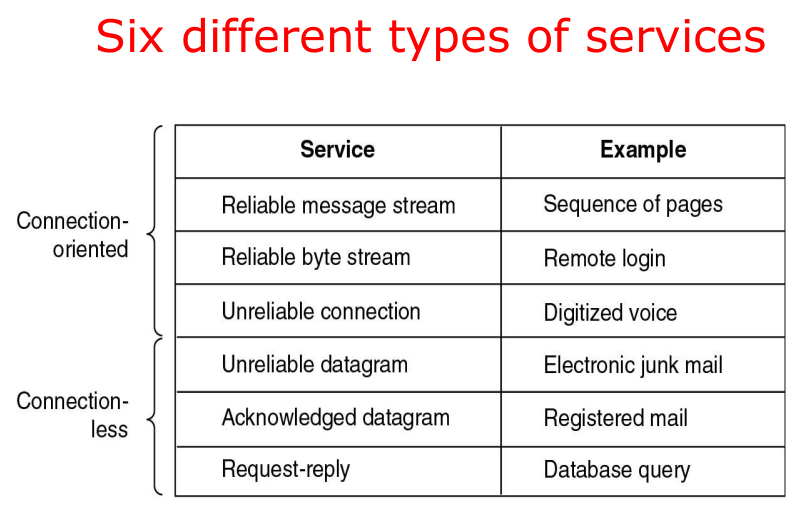 Six different types of services
Service Example
Connection-
oriented
Reliable message stream Sequence of pages
Reliable byte stream Remote login
Unreliable connection Digitized voice
Connection-
less
Unreliable datagram Electronic junk mail
Acknowledged datagram Registered mail
Request-reply Database query